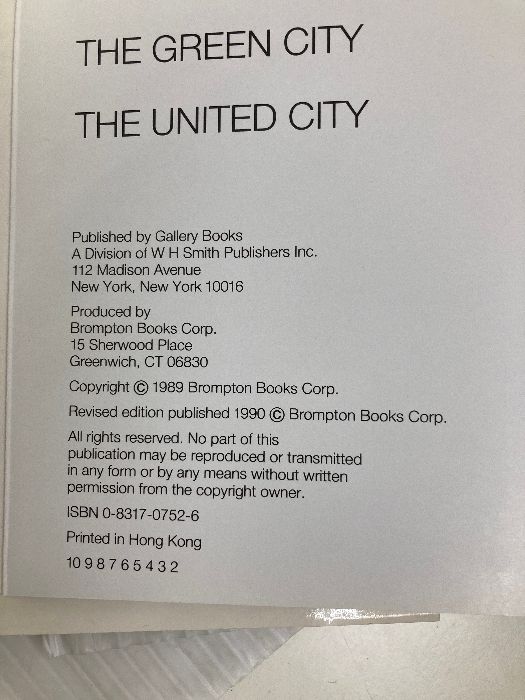 THE GREEN CITY
THE UNITED CITY
Published by Gallery Books
A Division of W H Smith Publishers Inc.
112 Madison Avenue
New York, New York 10016
Produced by
Brompton Books Corp.
15 Sherwood Place
Greenwich, CT 06830
Copyright © 1989 Brompton Books Corp.
Revised edition published 1990 © Brompton Books Corp.
All rights reserved. No part of this
publication may be reproduced or transmitted
in any form or by any means without written
permission from the copyright owner.
ISBN 0-8317-0752-6
Printed in Hong Kong
10 9 8 7 6 5 4 3 2